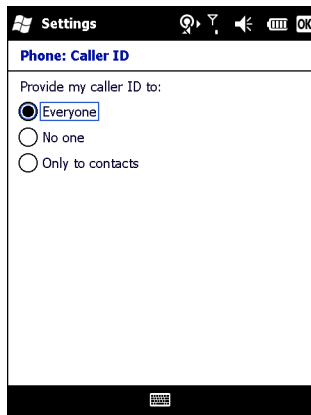 Settings
OK
Phone: Caller ID
Provide my caller ID to:
Everyone
No one
Only to contacts